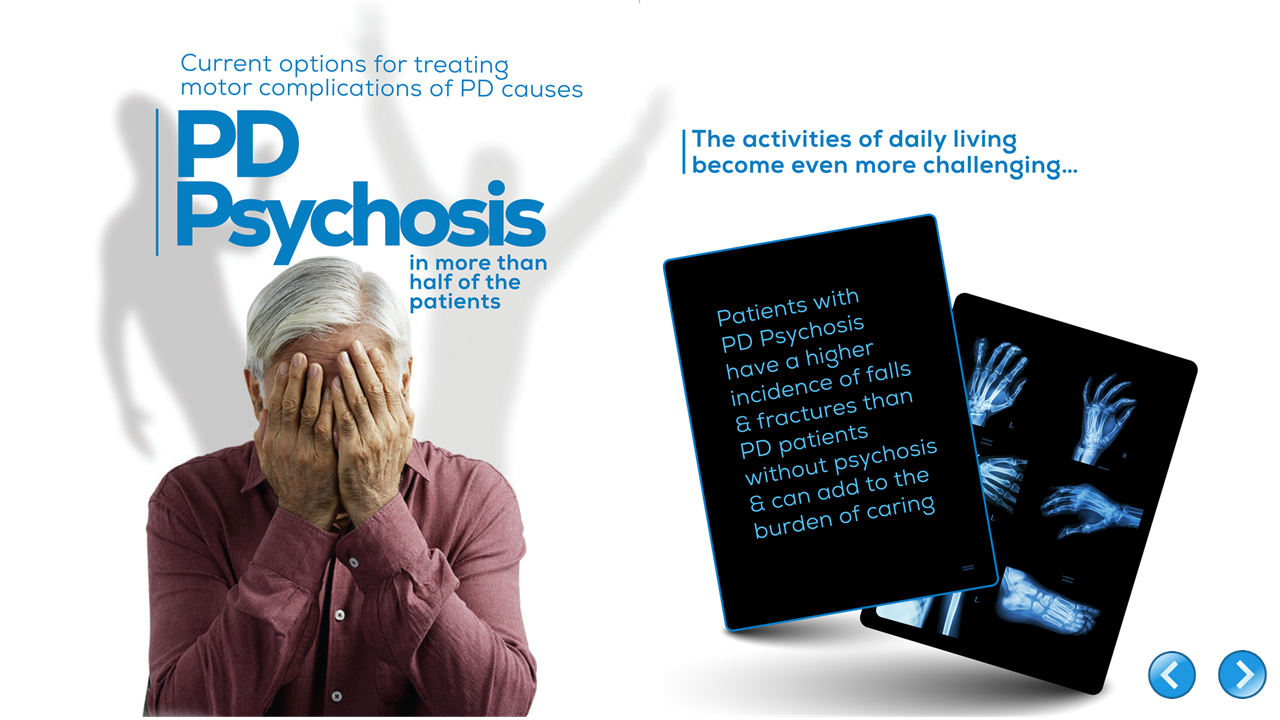 Current options for treating
motor complications of PD causes
PD
Psychosis
in more than
half of the
patients
The activities of daily living
become even more challenging...
Patients with
PD Psychosis
have a higher
incidence of falls
& fractures than
PD patients
without psychosis
& can add to the
burden of caring
L
R
L
L